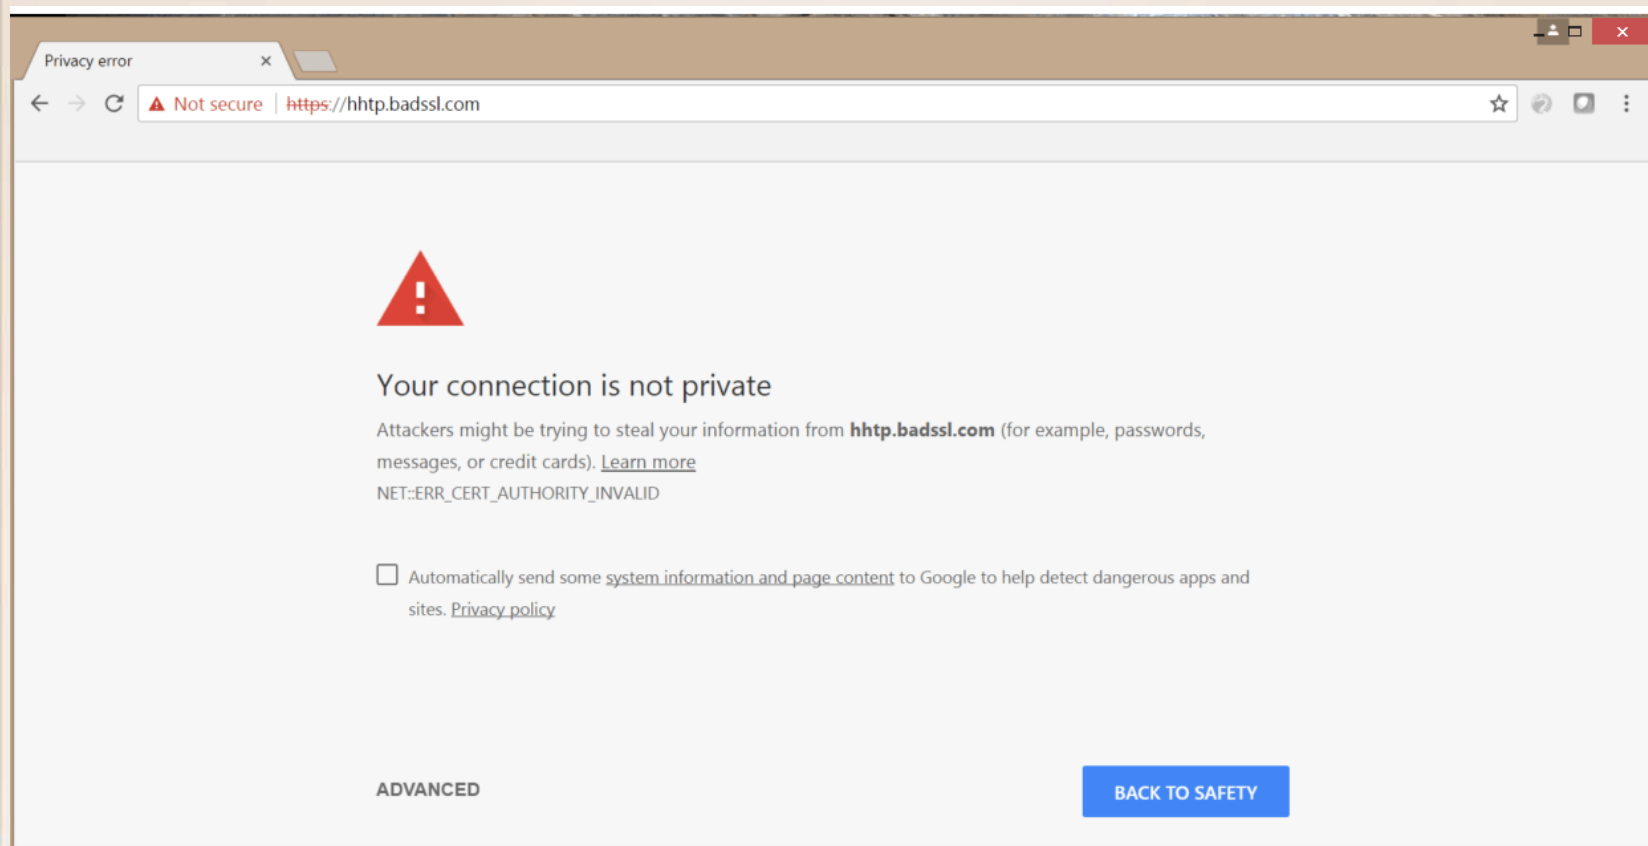 Privacy error
Not secure https://hhtp.badssl.com
Your connection is not private
Attackers might be trying to steal your information from hhtp.badssl.com (for example, passwords,
messages, or credit cards). Learn more
NET::ERR_CERT_AUTHORITY_INVALID
Automatically send some system information and page content to Google to help detect dangerous apps and
sites. Privacy policy
ADVANCED
BACK TO SAFETY